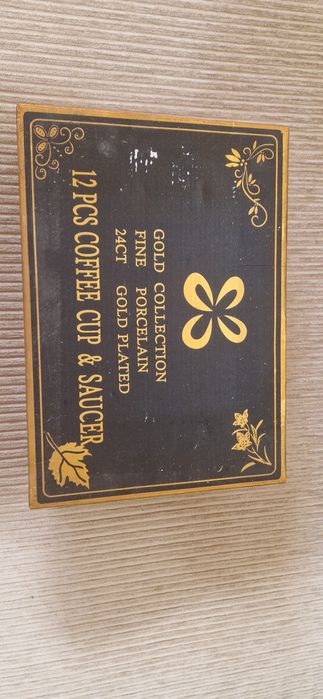 GOLD COLLECTION
FINE PORCELAIN
24CT GOLD PLATED
12 PCS COFFEE CUP & SAUCER